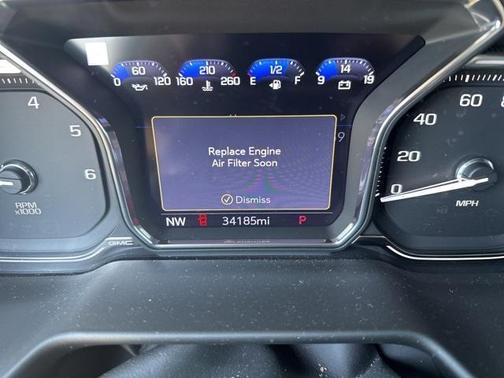 60 210 1/2 14
0 120 160 260 E F 9 19
Replace Engine
Air Filter Soon
Dismiss
NW 34185mi P
4
5
6
RPM
x1000
GMC
0
20
40
60
MPH